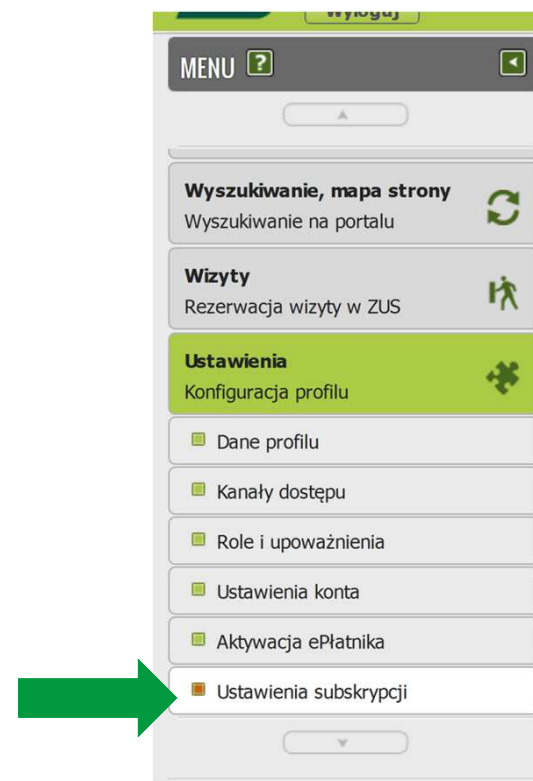 Wyloguj
MENU ?
Wyszukiwanie, mapa strony
Wyszukiwanie na portalu
Wizyty
Rezerwacja wizyty w ZUS
Ustawienia
Konfiguracja profilu
Dane profilu
Kanały dostępu
Role i upoważnienia
Ustawienia konta
Aktywacja ePłatnika
Ustawienia subskrypcji